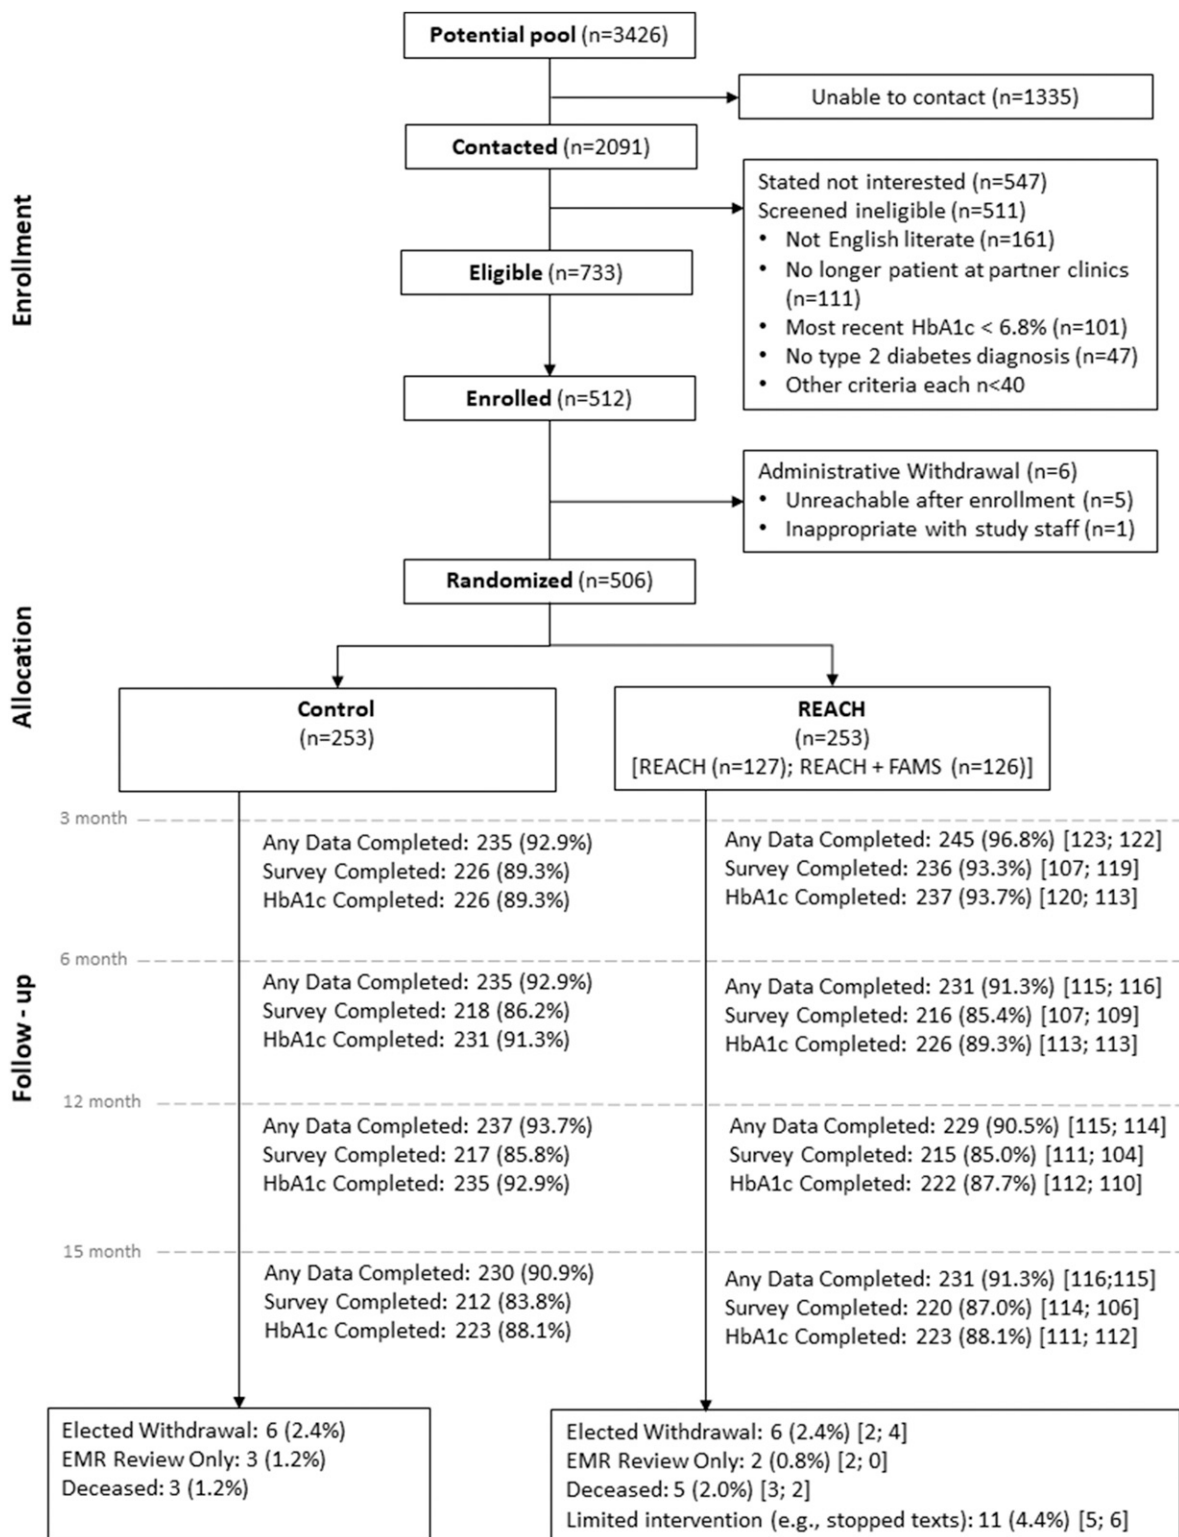 Potential pool (n=3426)
Unable to contact (n=1335)
Contacted (n=2091)
Enrollment
Stated not interested (n=547)
Screened ineligible (n=511)
• Not English literate (n=161)
• No longer patient at partner clinics
(n=111)
• Most recent HbA1c < 6.8% (n=101)
• No type 2 diabetes diagnosis (n=47)
• Other criteria each n<40
Eligible (n=733)
Enrolled (n=512)
Administrative Withdrawal (n=6)
• Unreachable after enrollment (n=5)
• Inappropriate with study staff (n=1)
Randomized (n=506)
Allocation
Control
(n=253)
REACH
(n=253)
[REACH (n=127); REACH + FAMS (n=126)]
Follow - up
3 month
Any Data Completed: 235 (92.9%)
Survey Completed: 226 (89.3%)
HbA1c Completed: 226 (89.3%)
Any Data Completed: 245 (96.8%) [123; 122]
Survey Completed: 236 (93.3%) [107; 119]
HbA1c Completed: 237 (93.7%) [120; 113]
6 month
Any Data Completed: 235 (92.9%)
Survey Completed: 218 (86.2%)
HbA1c Completed: 231 (91.3%)
Any Data Completed: 231 (91.3%) [115; 116]
Survey Completed: 216 (85.4%) [107; 109]
HbA1c Completed: 226 (89.3%) [113; 113]
12 month
Any Data Completed: 237 (93.7%)
Survey Completed: 217 (85.8%)
HbA1c Completed: 235 (92.9%)
Any Data Completed: 229 (90.5%) [115; 114]
Survey Completed: 215 (85.0%) [111; 104]
HbA1c Completed: 222 (87.7%) [112; 110]
15 month
Any Data Completed: 230 (90.9%)
Survey Completed: 212 (83.8%)
HbA1c Completed: 223 (88.1%)
Any Data Completed: 231 (91.3%) [116;115]
Survey Completed: 220 (87.0%) [114; 106]
HbA1c Completed: 223 (88.1%) [111; 112]
Elected Withdrawal: 6 (2.4%)
EMR Review Only: 3 (1.2%)
Deceased: 3 (1.2%)
Elected Withdrawal: 6 (2.4%) [2; 4]
EMR Review Only: 2 (0.8%) [2; 0]
Deceased: 5 (2.0%) [3; 2]
Limited intervention (e.g., stopped texts): 11 (4.4%) [5; 6]